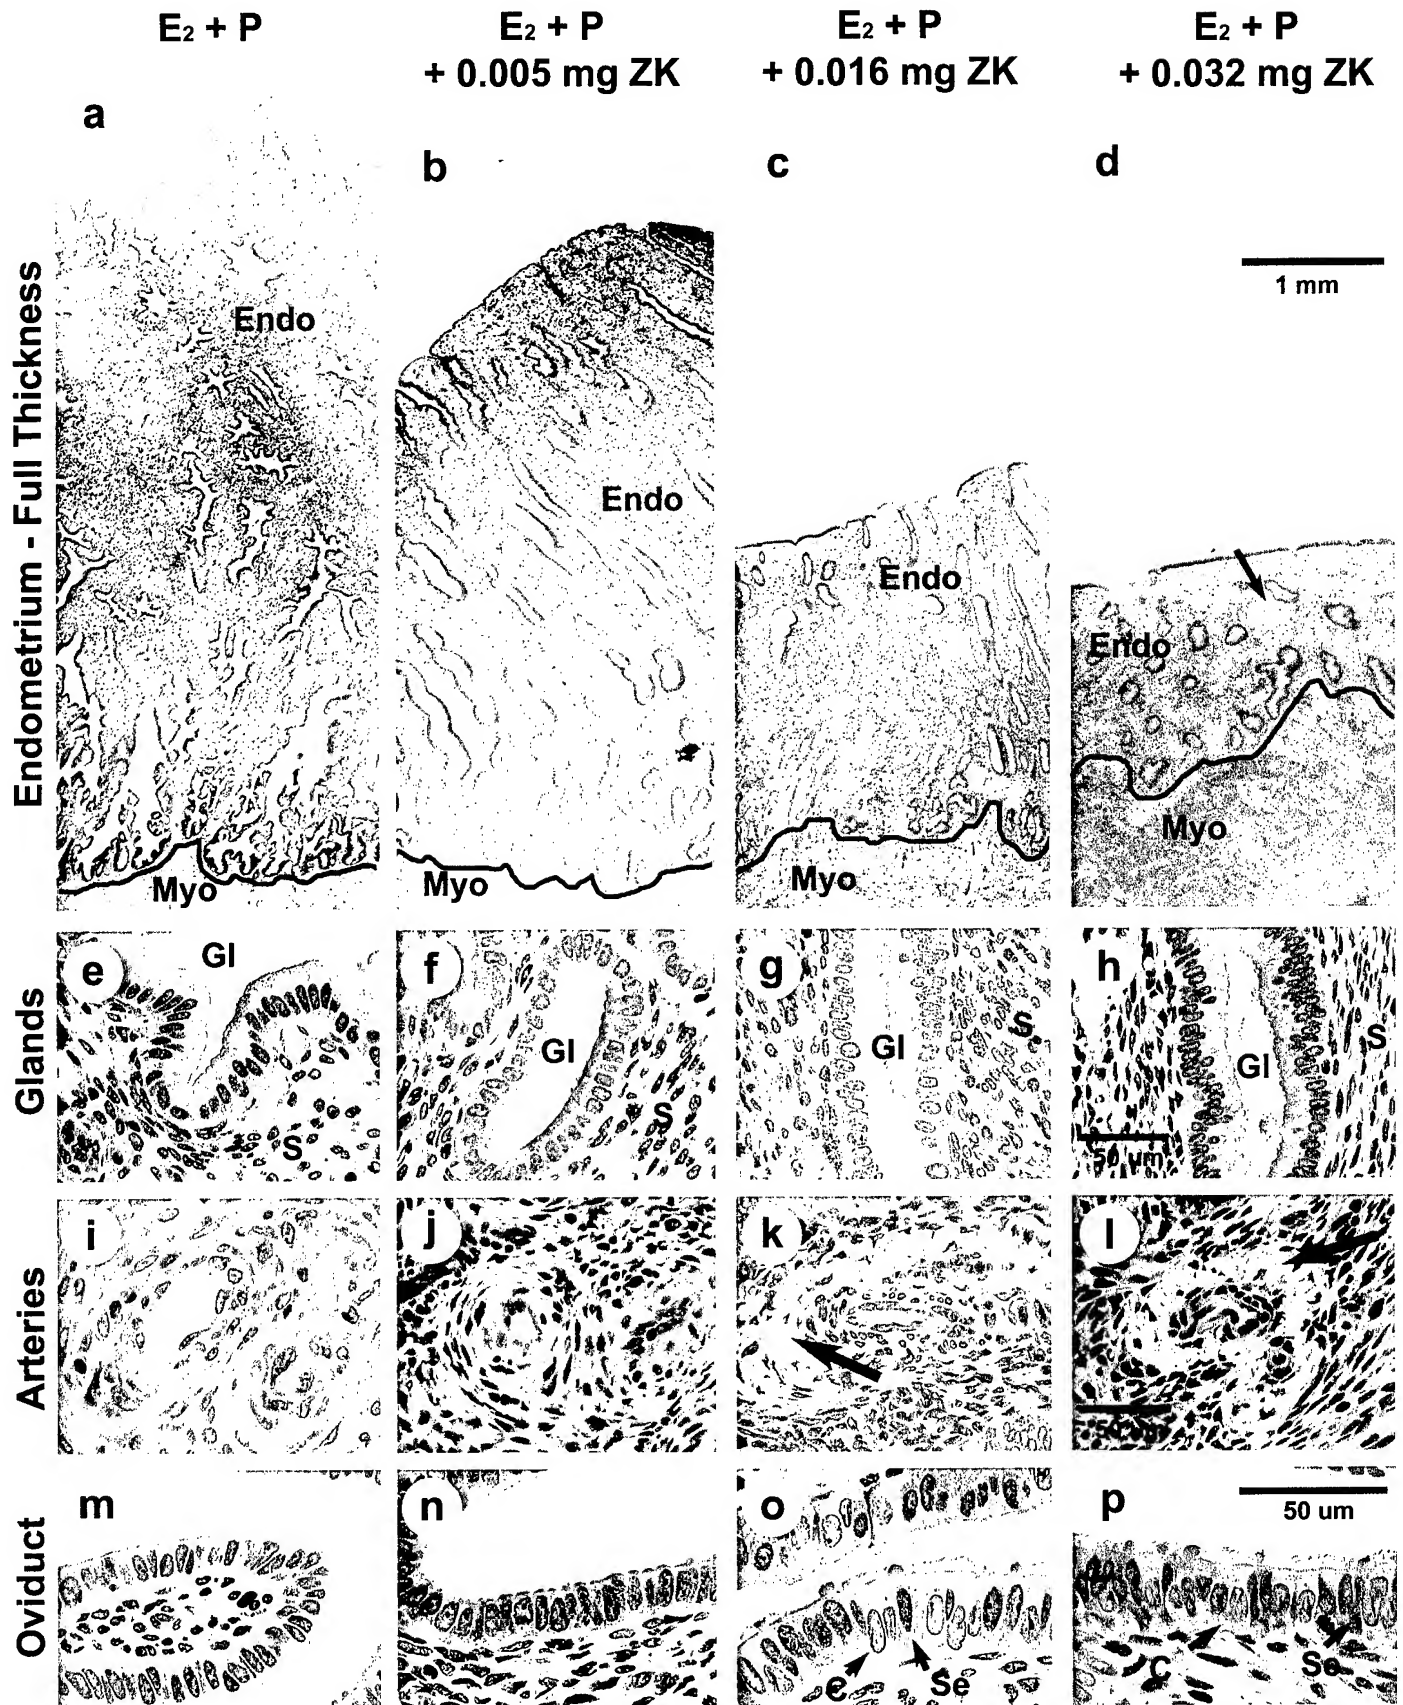 E₂ + P
E₂ + P
+ 0.005 mg ZK
E₂ + P
+ 0.016 mg ZK
E₂ + P
+ 0.032 mg ZK
Endometrium - Full Thickness
a
b
c
d
1 mm
Endo
Endo
Endo
Endo
Myo
Myo
Myo
Myo
Glands
e
Gl
S
f
Gl
S
g
Gl
S
h
Gl
S
50 um
Arteries
i
j
k
l
Oviduct
m
n
o
C
Se
p
50 um
C
Se